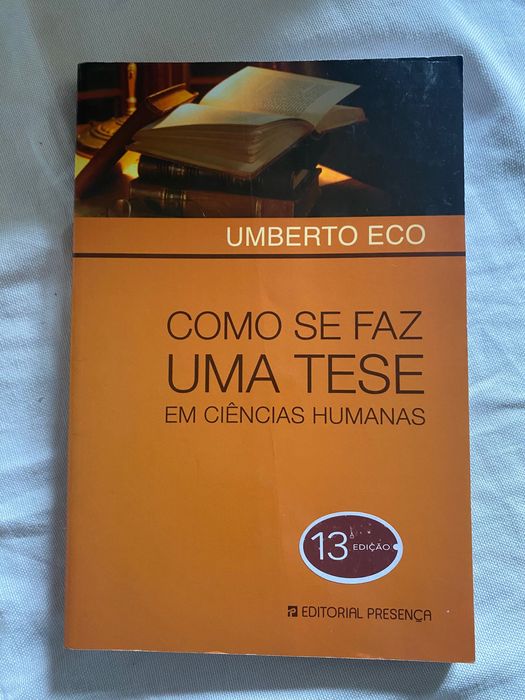 UMBERTO ECO
COMO SE FAZ
UMA TESE
EM CIÊNCIAS HUMANAS
13ª EDIÇÃO
EDITORIAL PRESENÇA